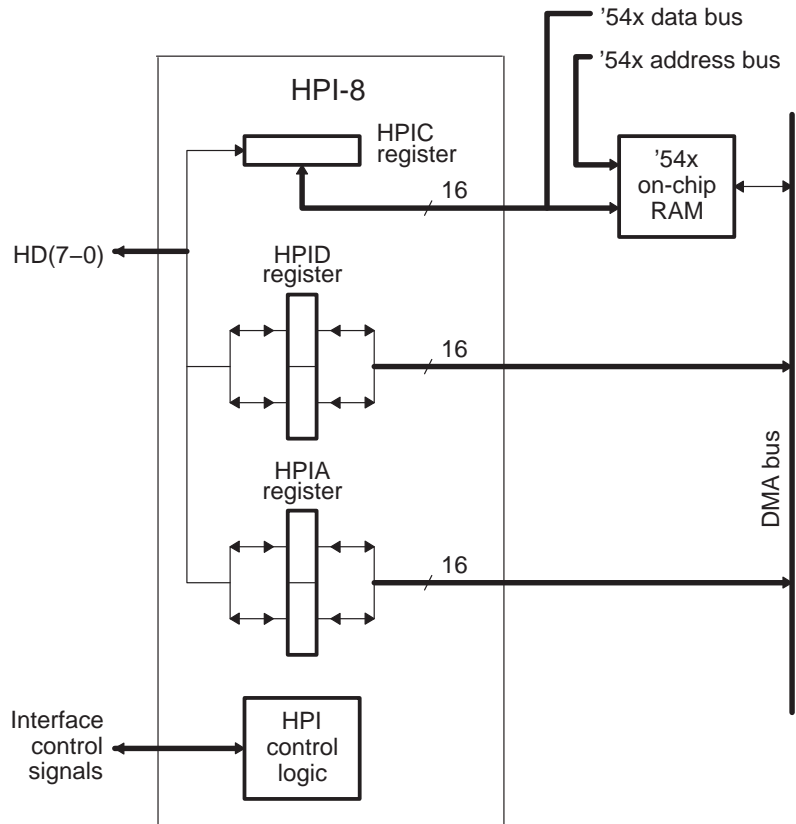 ’54x data bus
’54x address bus
HPI-8
HPIC
register
’54x
on-chip
RAM
16
HD(7–0)
HPID
register
16
HPIA
register
16
DMA bus
Interface
control
signals
HPI
control
logic